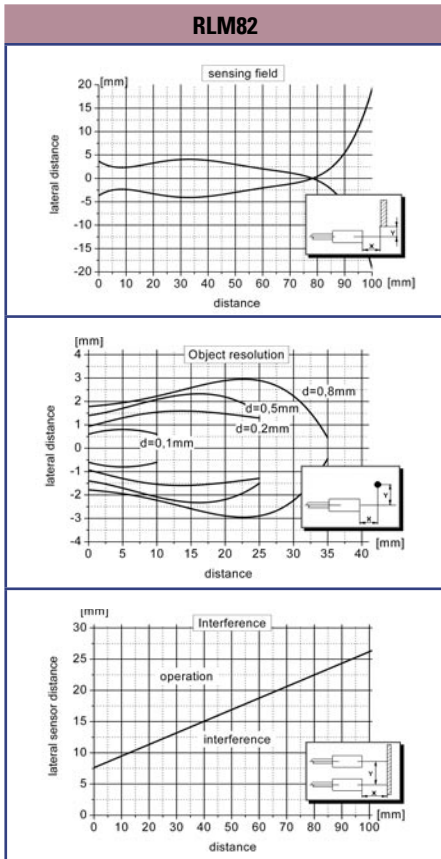 RLM82
sensing field
[mm]
20
15
10
5
0
-5
-10
-15
-20
lateral distance
Y
X
0 10 20 30 40 50 60 70 80 90 100 [mm]
distance
Object resolution
[mm]
4
3
2
1
0
-1
-2
-3
-4
lateral distance
d=0,8mm
d=0,5mm
d=0,2mm
d=0,1mm
Y
X
0 5 10 15 20 25 30 35 40 [mm]
distance
Interference
[mm]
30
25
20
15
10
5
0
lateral sensor distance
operation
interference
Y
X
0 10 20 30 40 50 60 70 80 90 100 [mm]
distance